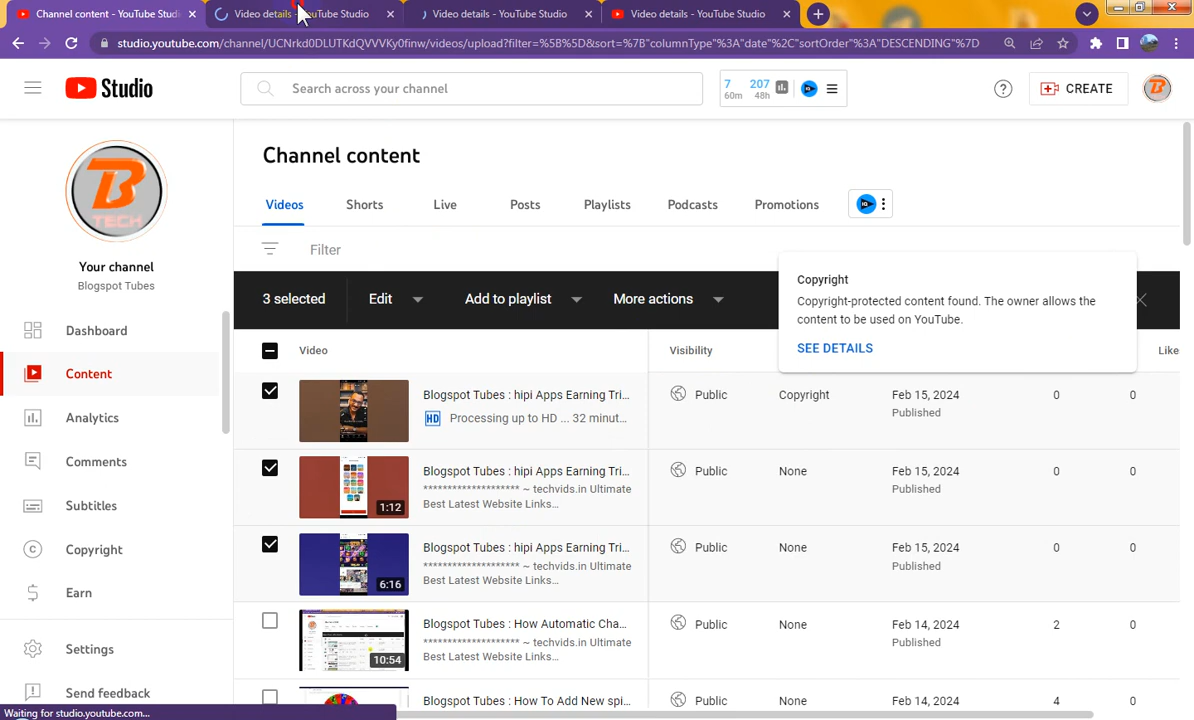 Channel content - YouTube Stud
Video details - YouTube Studio
Video details - YouTube Studio
Video details - YouTube Studio
studio.youtube.com/channel/UCNrkd0DLUTKdQVVVKy0finw/videos/upload?filter=%5B%5D&sort=%7B"columnType"%3A"date"%2C"sortOrder"%3A"DESCENDING"%7D
Studio
Search across your channel
7
60m
207
48h
IQ
CREATE
B
TECH
Your channel
Blogspot Tubes
Dashboard
Content
Analytics
Comments
Subtitles
Copyright
Earn
Settings
Send feedback
Channel content
Videos
Shorts
Live
Posts
Playlists
Podcasts
Promotions
IQ
Filter
3 selected
Edit
Add to playlist
More actions
Copyright
Copyright-protected content found. The owner allows the
content to be used on YouTube.
SEE DETAILS
Video
Visibility
Like
Blogspot Tubes : hipi Apps Earning Tri...
HD Processing up to HD ... 32 minut...
Public
Copyright
Feb 15, 2024
Published
0
0
1:12
Blogspot Tubes : hipi Apps Earning Tri...
******************** ~ techvids.in Ultimate
Best Latest Website Links...
Public
None
Feb 15, 2024
Published
0
0
6:16
Blogspot Tubes : hipi Apps Earning Tri...
******************** ~ techvids.in Ultimate
Best Latest Website Links...
Public
None
Feb 15, 2024
Published
0
0
10:54
Blogspot Tubes : How Automatic Cha...
******************** ~ techvids.in Ultimate
Best Latest Website Links...
Public
None
Feb 14, 2024
Published
2
0
Blogspot Tubes : How To Add New spi...
Public
None
Feb 14, 2024
4
0
Waiting for studio.youtube.com...